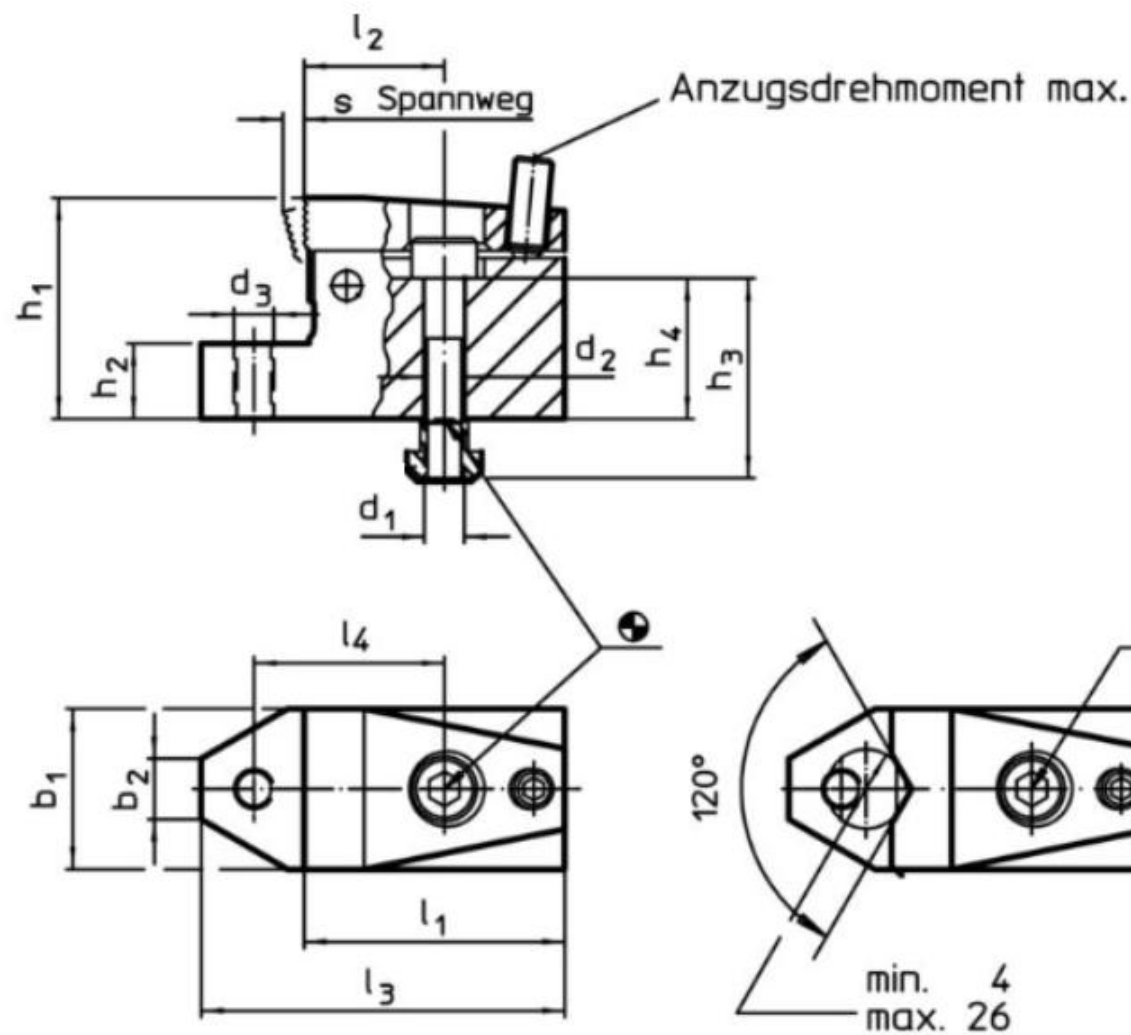 l2
s Spannweg
Anzugsdrehmoment max.
h1
d3
h2
d2
h4
h3
d1
l4
b1
b2
120°
l1
l3
min. 4
max. 26